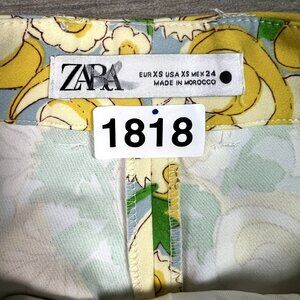 ZARA
EUR XS USA XS MEX 24
MADE IN MOROCCO
1818